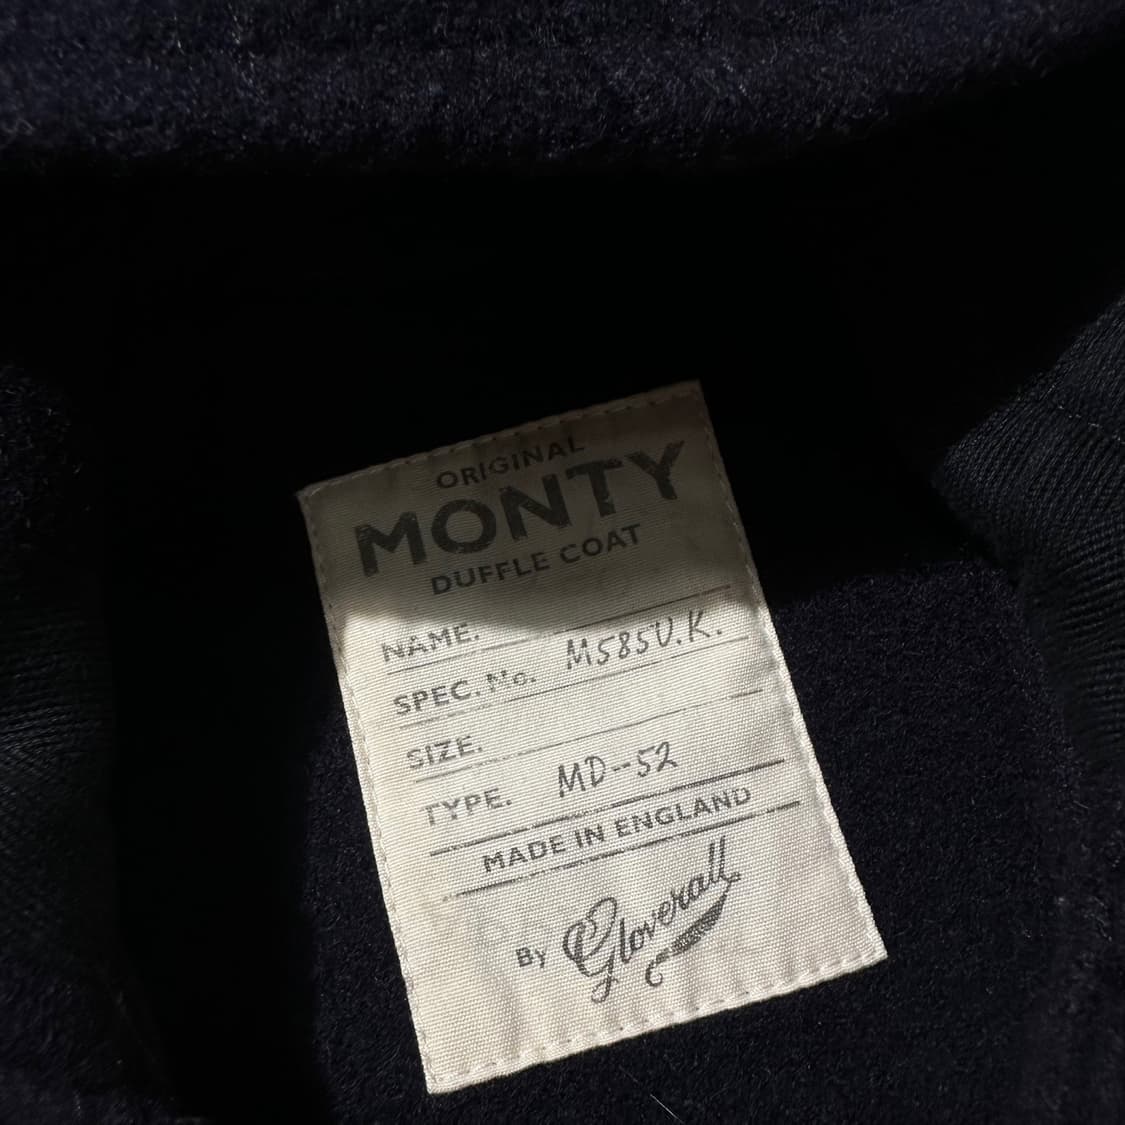 ORIGINAL
MONTY
DUFFLE COAT
NAME.
SPEC. No. M585U.K.
SIZE.
TYPE. MD--52
MADE IN ENGLAND
By Gloverall